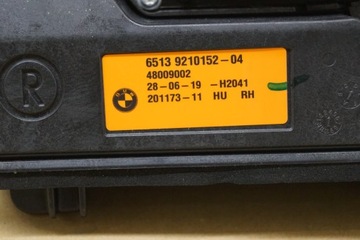 R
6513 9210152-04
48009002
28-06-19 -H2041
201173-11 HU RH